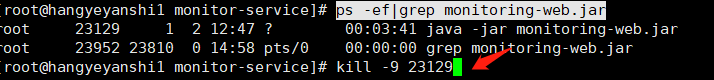 [root@hangyeyanshi1 monitor-service]# ps -ef|grep monitoring-web.jar
root     23129     1  2 12:47 ?        00:03:41 java -jar monitoring-web.jar
root     23952 23810  0 14:58 pts/0    00:00:00 grep monitoring-web.jar
[root@hangyeyanshi1 monitor-service]# kill -9 23129